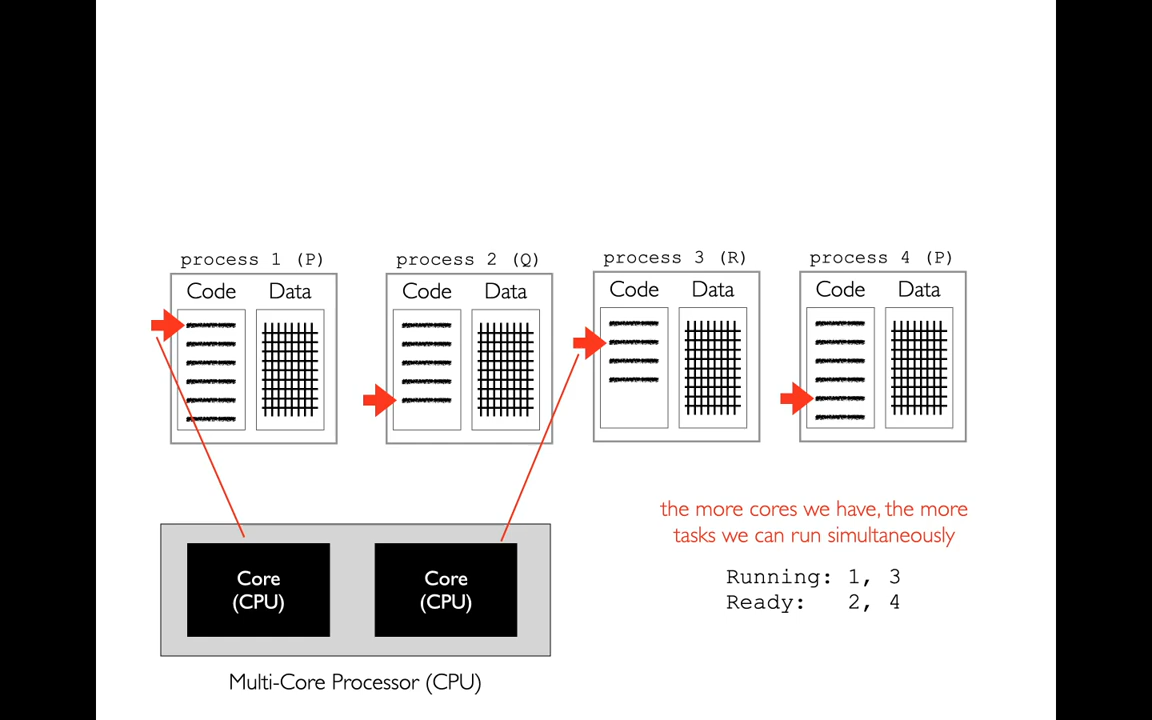 process 1 (P)
Code Data
process 2 (Q)
Code Data
process 3 (R)
Code Data
process 4 (P)
Code Data
the more cores we have, the more
tasks we can run simultaneously
Running: 1, 3
Ready: 2, 4
Core
(CPU)
Core
(CPU)
Multi-Core Processor (CPU)